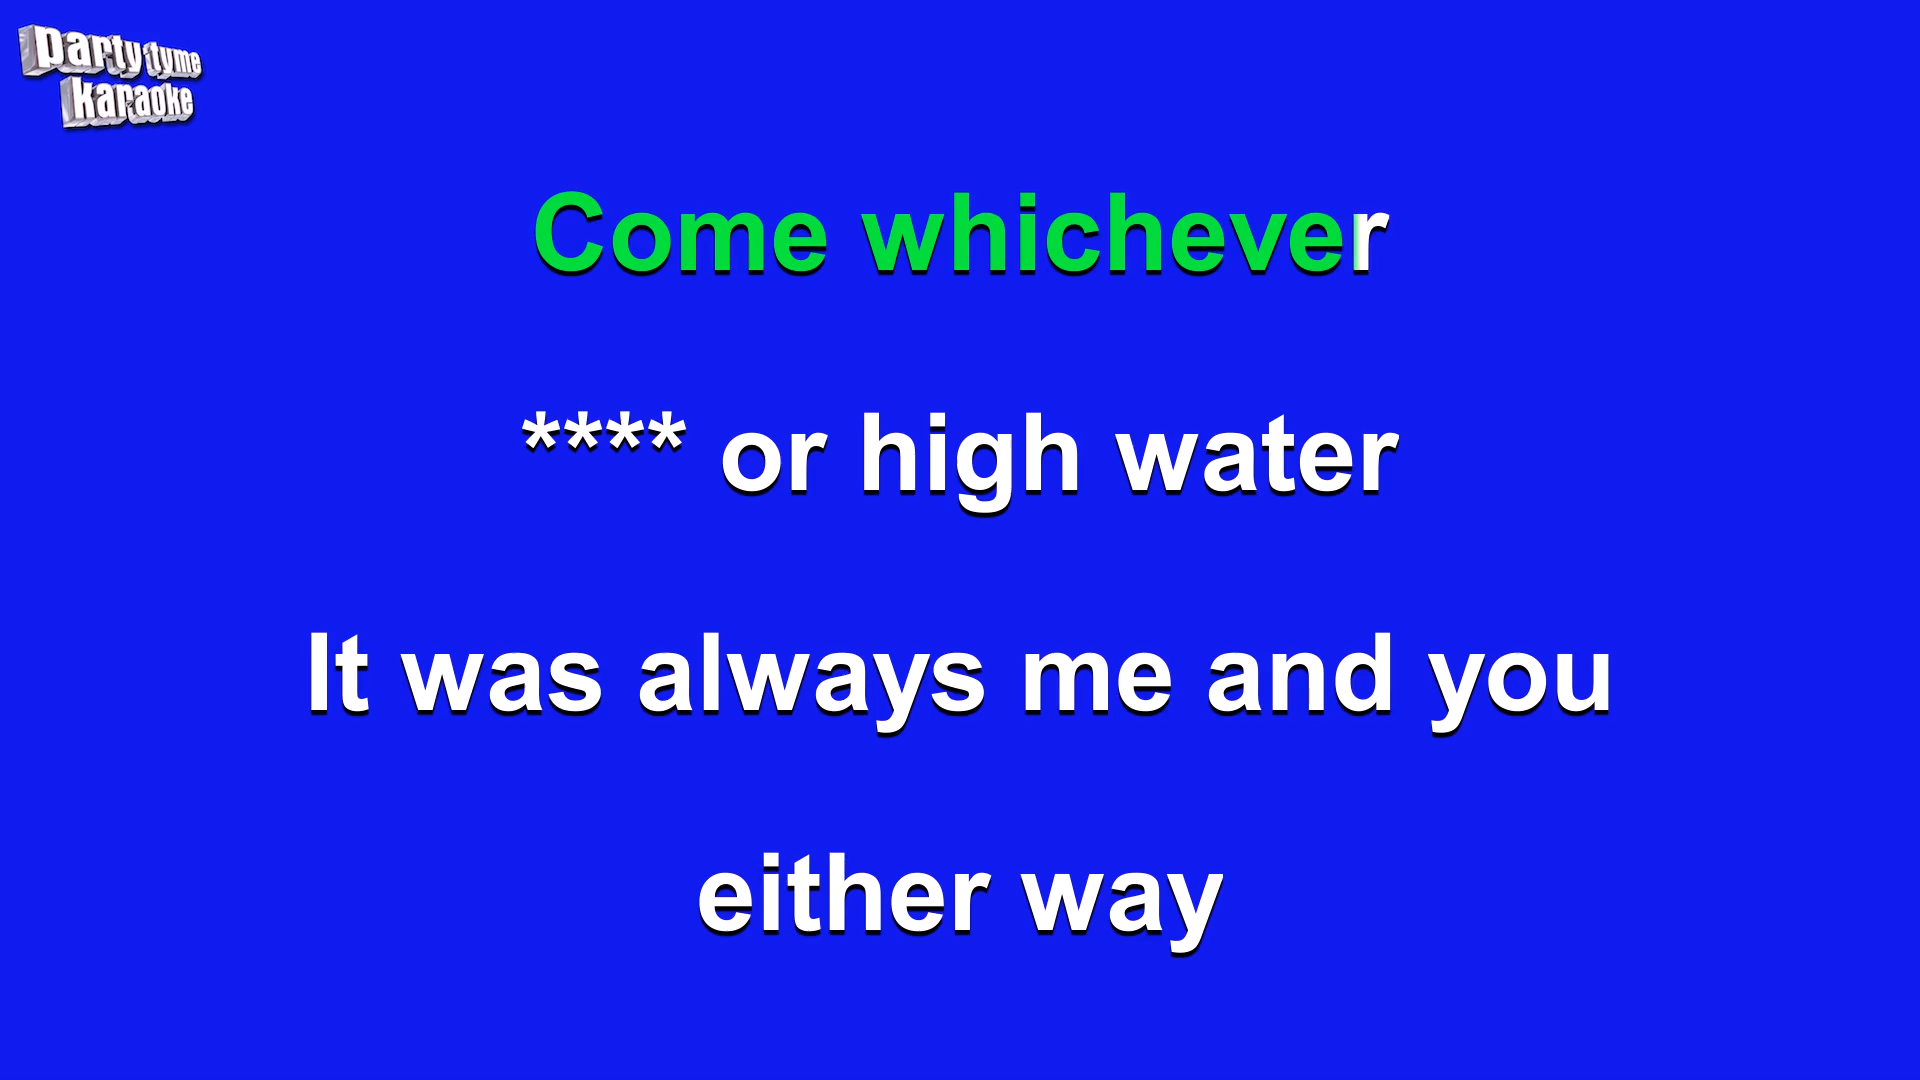 party tyme
karaoke
Come whichever
**** or high water
It was always me and you
either way